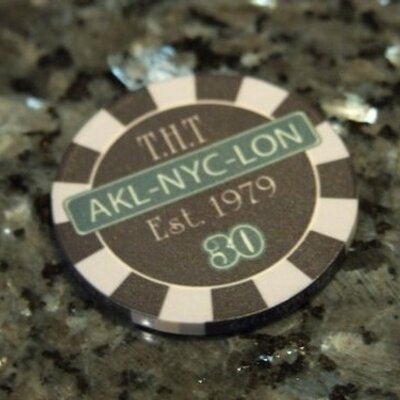 T.H.T
AKL-NYC-LON
Est. 1979
30